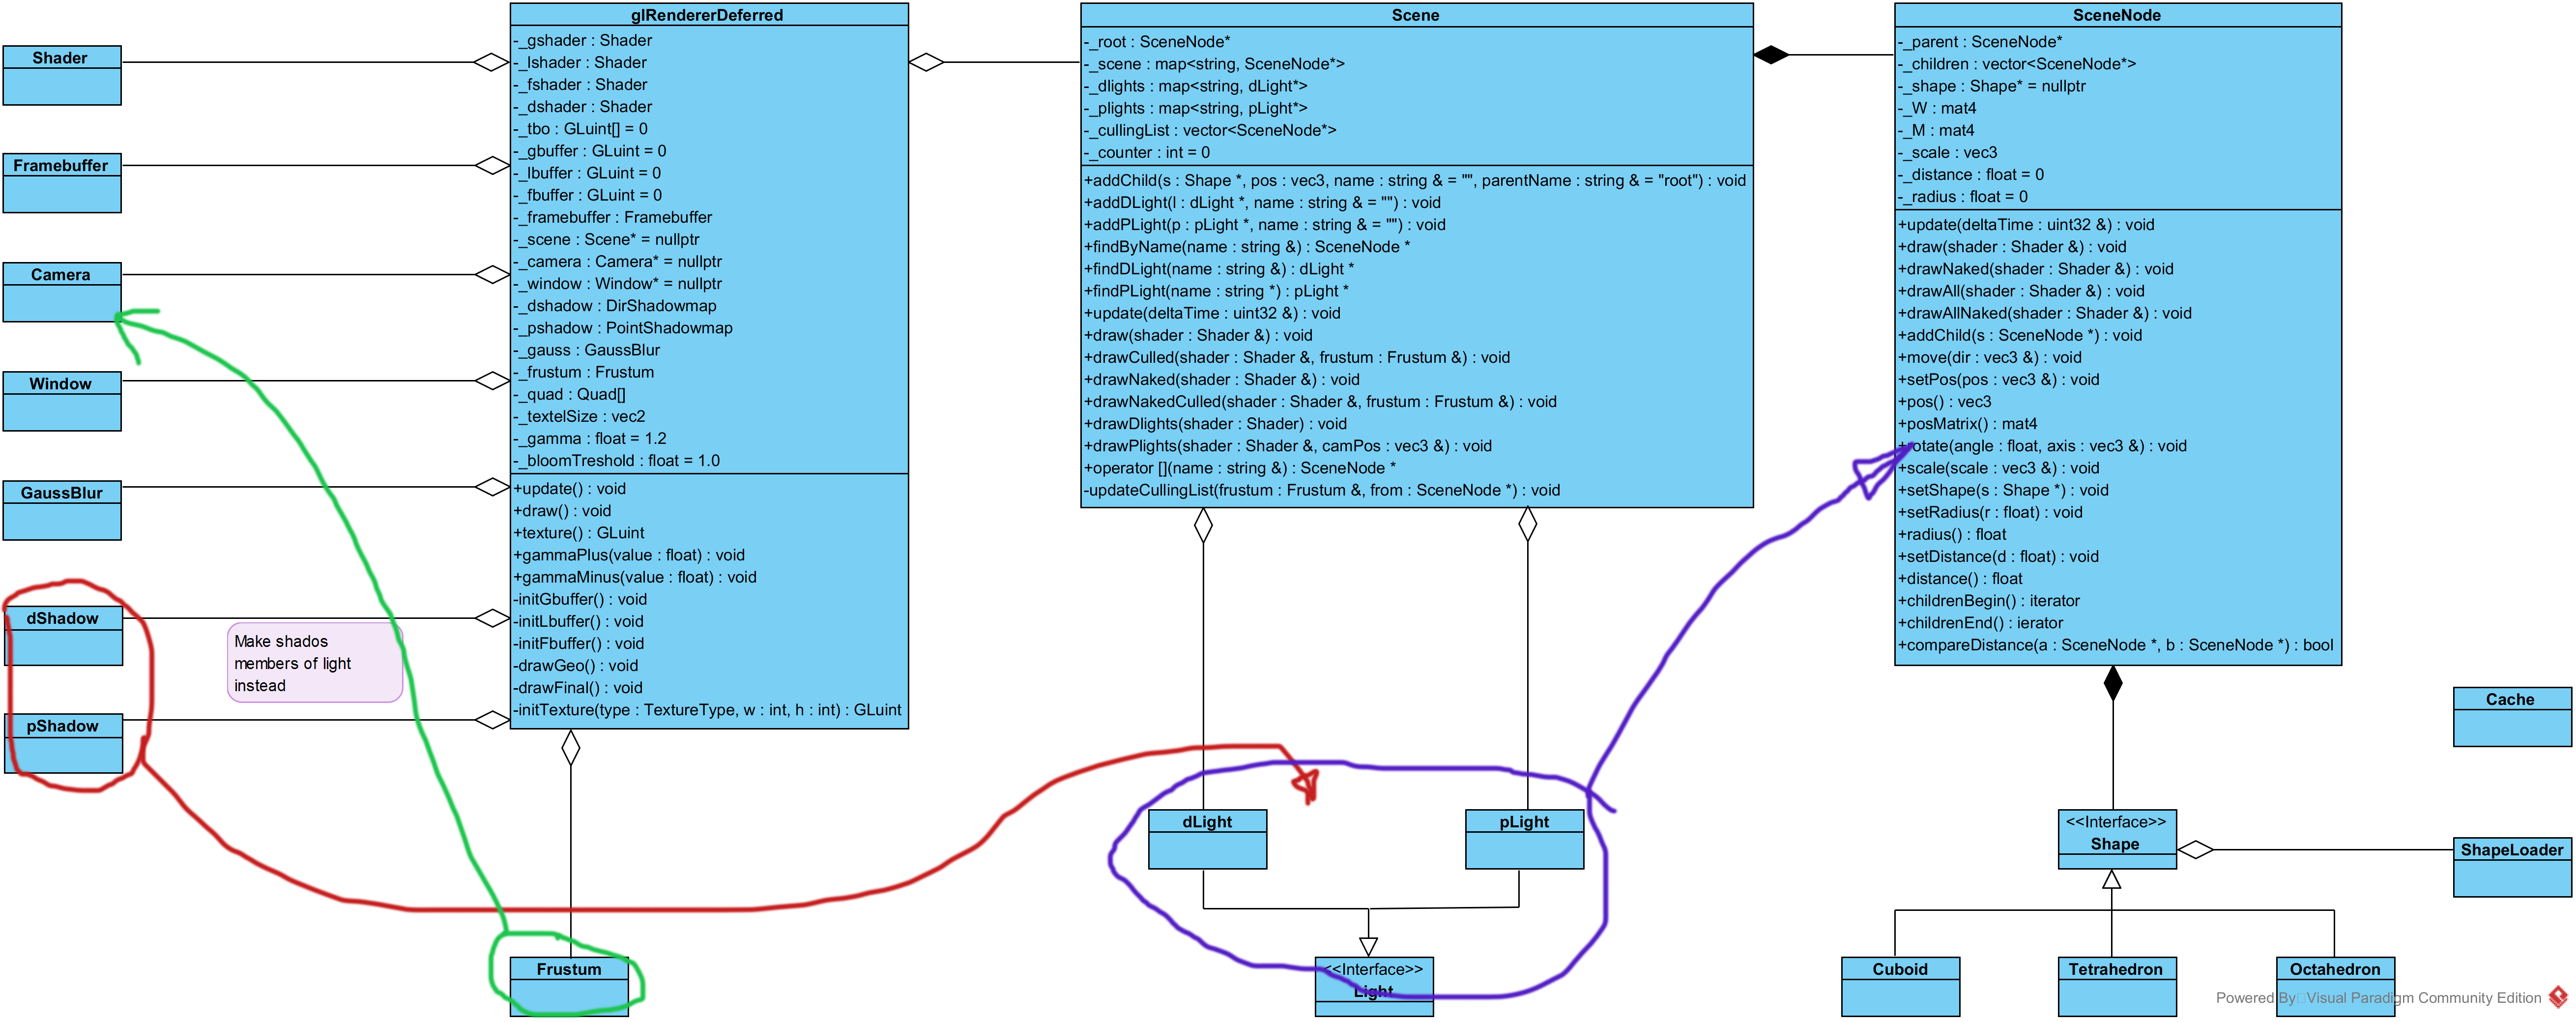 Shader
Framebuffer
Camera
Window
GaussBlur
dShadow
pShadow
Make shados
members of light
instead
glRendererDeferred
-_gshader : Shader
-_lshader : Shader
-_fshader : Shader
-_dshader : Shader
-_tbo : GLuint[] = 0
-_gbuffer : GLuint = 0
-_lbuffer : GLuint = 0
-_fbuffer : GLuint = 0
-_framebuffer : Framebuffer
-_scene : Scene* = nullptr
-_camera : Camera* = nullptr
-_window : Window* = nullptr
-_dshadow : DirShadowmap
-_pshadow : PointShadowmap
-_gauss : GaussBlur
-_frustum : Frustum
-_quad : Quad[]
-_textelSize : vec2
-_gamma : float = 1.2
-_bloomTreshold : float = 1.0
+update() : void
+draw() : void
+texture() : GLuint
+gammaPlus(value : float) : void
+gammaMinus(value : float) : void
-initGbuffer() : void
-initLbuffer() : void
-initFbuffer() : void
-drawGeo() : void
-drawFinal() : void
-initTexture(type : TextureType, w : int, h : int) : GLuint
Frustum
Scene
-_root : SceneNode*
-_scene : map<string, SceneNode*>
-_dlights : map<string, dLight*>
-_plights : map<string, pLight*>
-_cullingList : vector<SceneNode*>
-_counter : int = 0
+addChild(s : Shape *, pos : vec3, name : string & = "", parentName : string & = "root") : void
+addDLight(l : dLight *, name : string & = "") : void
+addPLight(p : pLight *, name : string & = "") : void
+findByName(name : string &) : SceneNode *
+findDLight(name : string &) : dLight *
+findPLight(name : string *) : pLight *
+update(deltaTime : uint32 &) : void
+draw(shader : Shader &) : void
+drawCulled(shader : Shader &, frustum : Frustum &) : void
+drawNaked(shader : Shader &) : void
+drawNakedCulled(shader : Shader &, frustum : Frustum &) : void
+drawDlights(shader : Shader) : void
+drawPlights(shader : Shader &, camPos : vec3 &) : void
+operator [](name : string &) : SceneNode *
-updateCullingList(frustum : Frustum &, from : SceneNode *) : void
dLight
pLight
<<Interface>>
Light
SceneNode
-_parent : SceneNode*
-_children : vector<SceneNode*>
-_shape : Shape* = nullptr
-_W : mat4
-_M : mat4
-_scale : vec3
-_distance : float = 0
-_radius : float = 0
+update(deltaTime : uint32 &) : void
+draw(shader : Shader &) : void
+drawNaked(shader : Shader &) : void
+drawAll(shader : Shader &) : void
+drawAllNaked(shader : Shader &) : void
+addChild(s : SceneNode *) : void
+move(dir : vec3 &) : void
+setPos(pos : vec3 &) : void
+pos() : vec3
+posMatrix() : mat4
+rotate(angle : float, axis : vec3 &) : void
+scale(scale : vec3 &) : void
+setShape(s : Shape *) : void
+setRadius(r : float) : void
+radius() : float
+setDistance(d : float) : void
+distance() : float
+childrenBegin() : iterator
+childrenEnd() : ierator
+compareDistance(a : SceneNode *, b : SceneNode *) : bool
Cache
<<Interface>>
Shape
ShapeLoader
Cuboid
Tetrahedron
Octahedron
Powered By Visual Paradigm Community Edition